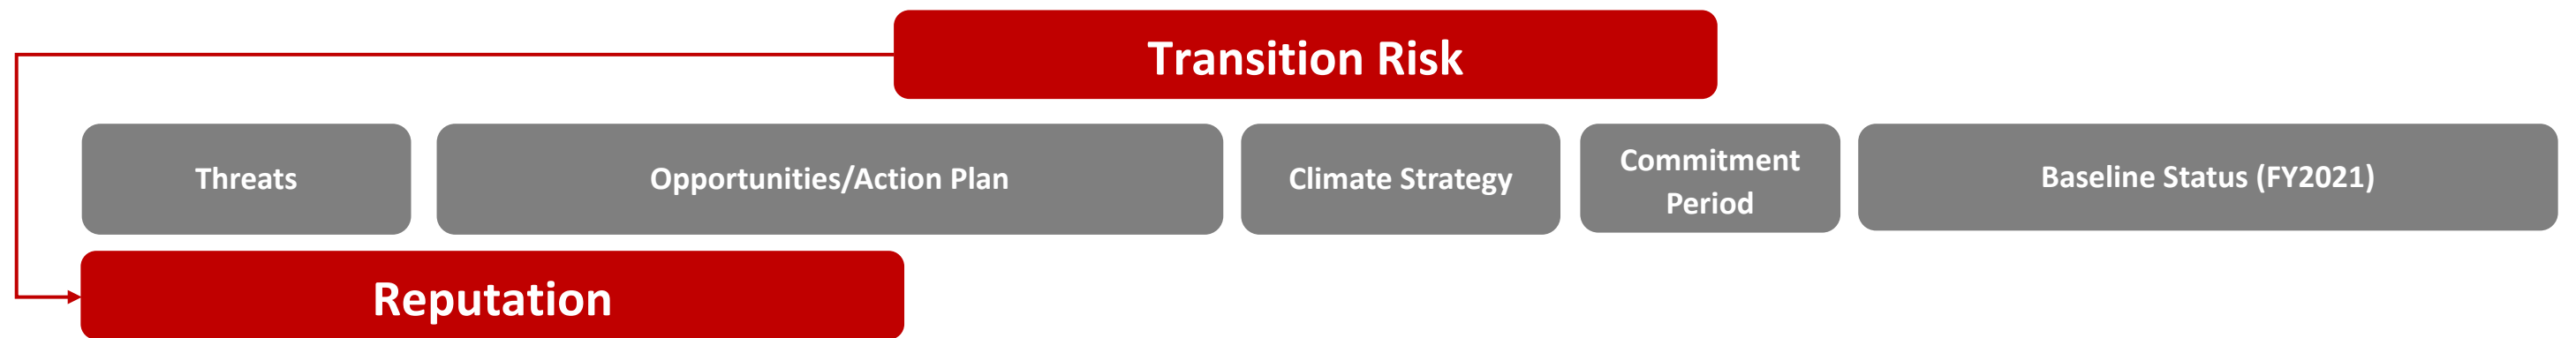 Transition Risk
Threats
Opportunities/Action Plan
Climate Strategy
Commitment
Period
Baseline Status (FY2021)
Reputation